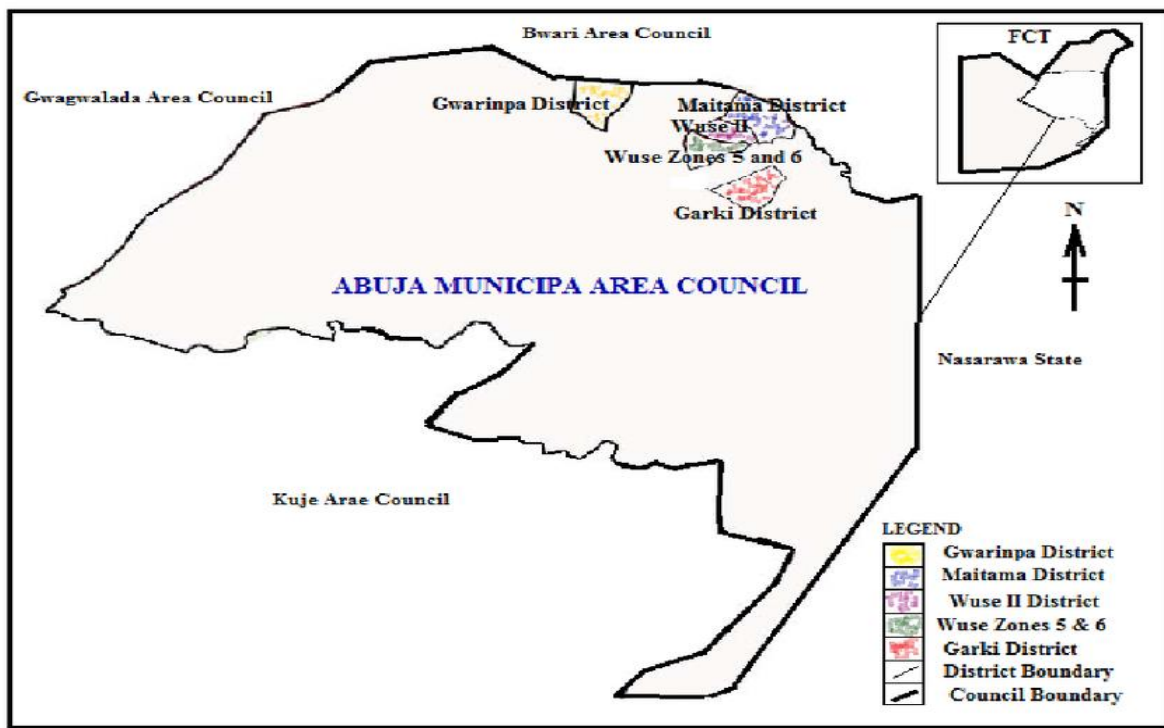 Bwari Area Council
FCT
Gwagwalada Area Council
Gwarinpa District
Maitama District
Wuse II
Wuse Zones 5 and 6
Garki District
N
ABUJA MUNICIPA AREA COUNCIL
Nasarawa State
Kuje Arae Council
LEGEND
Gwarinpa District
Maitama District
Wuse II District
Wuse Zones 5 & 6
Garki District
District Boundary
Council Boundary